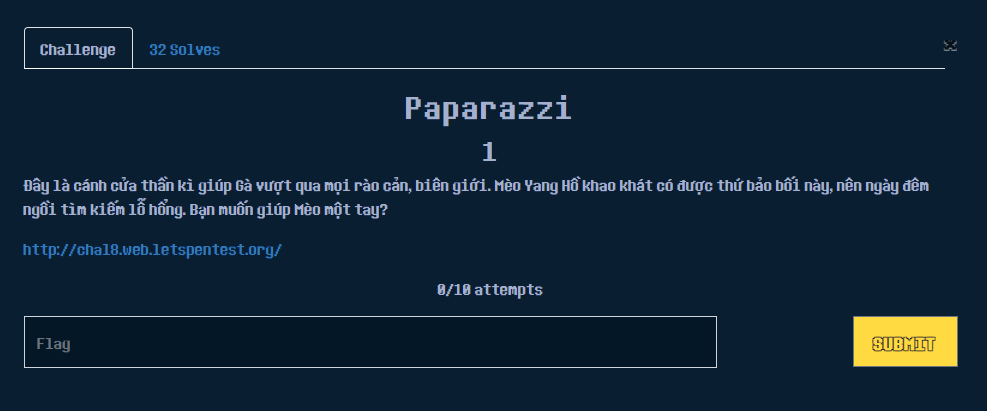 Challenge
32 Solves
×
Paparazzi
1
Đây là cánh cửa thần kì giúp Gà vượt qua mọi rào cản, biên giới. Mèo Yang Hồ khao khát có được thứ bảo bối này, nên ngày đêm
ngồi tìm kiếm lỗ hổng. Bạn muốn giúp Mèo một tay?
http://chal8.web.letspentest.org/
0/10 attempts
Flag
SUBMIT